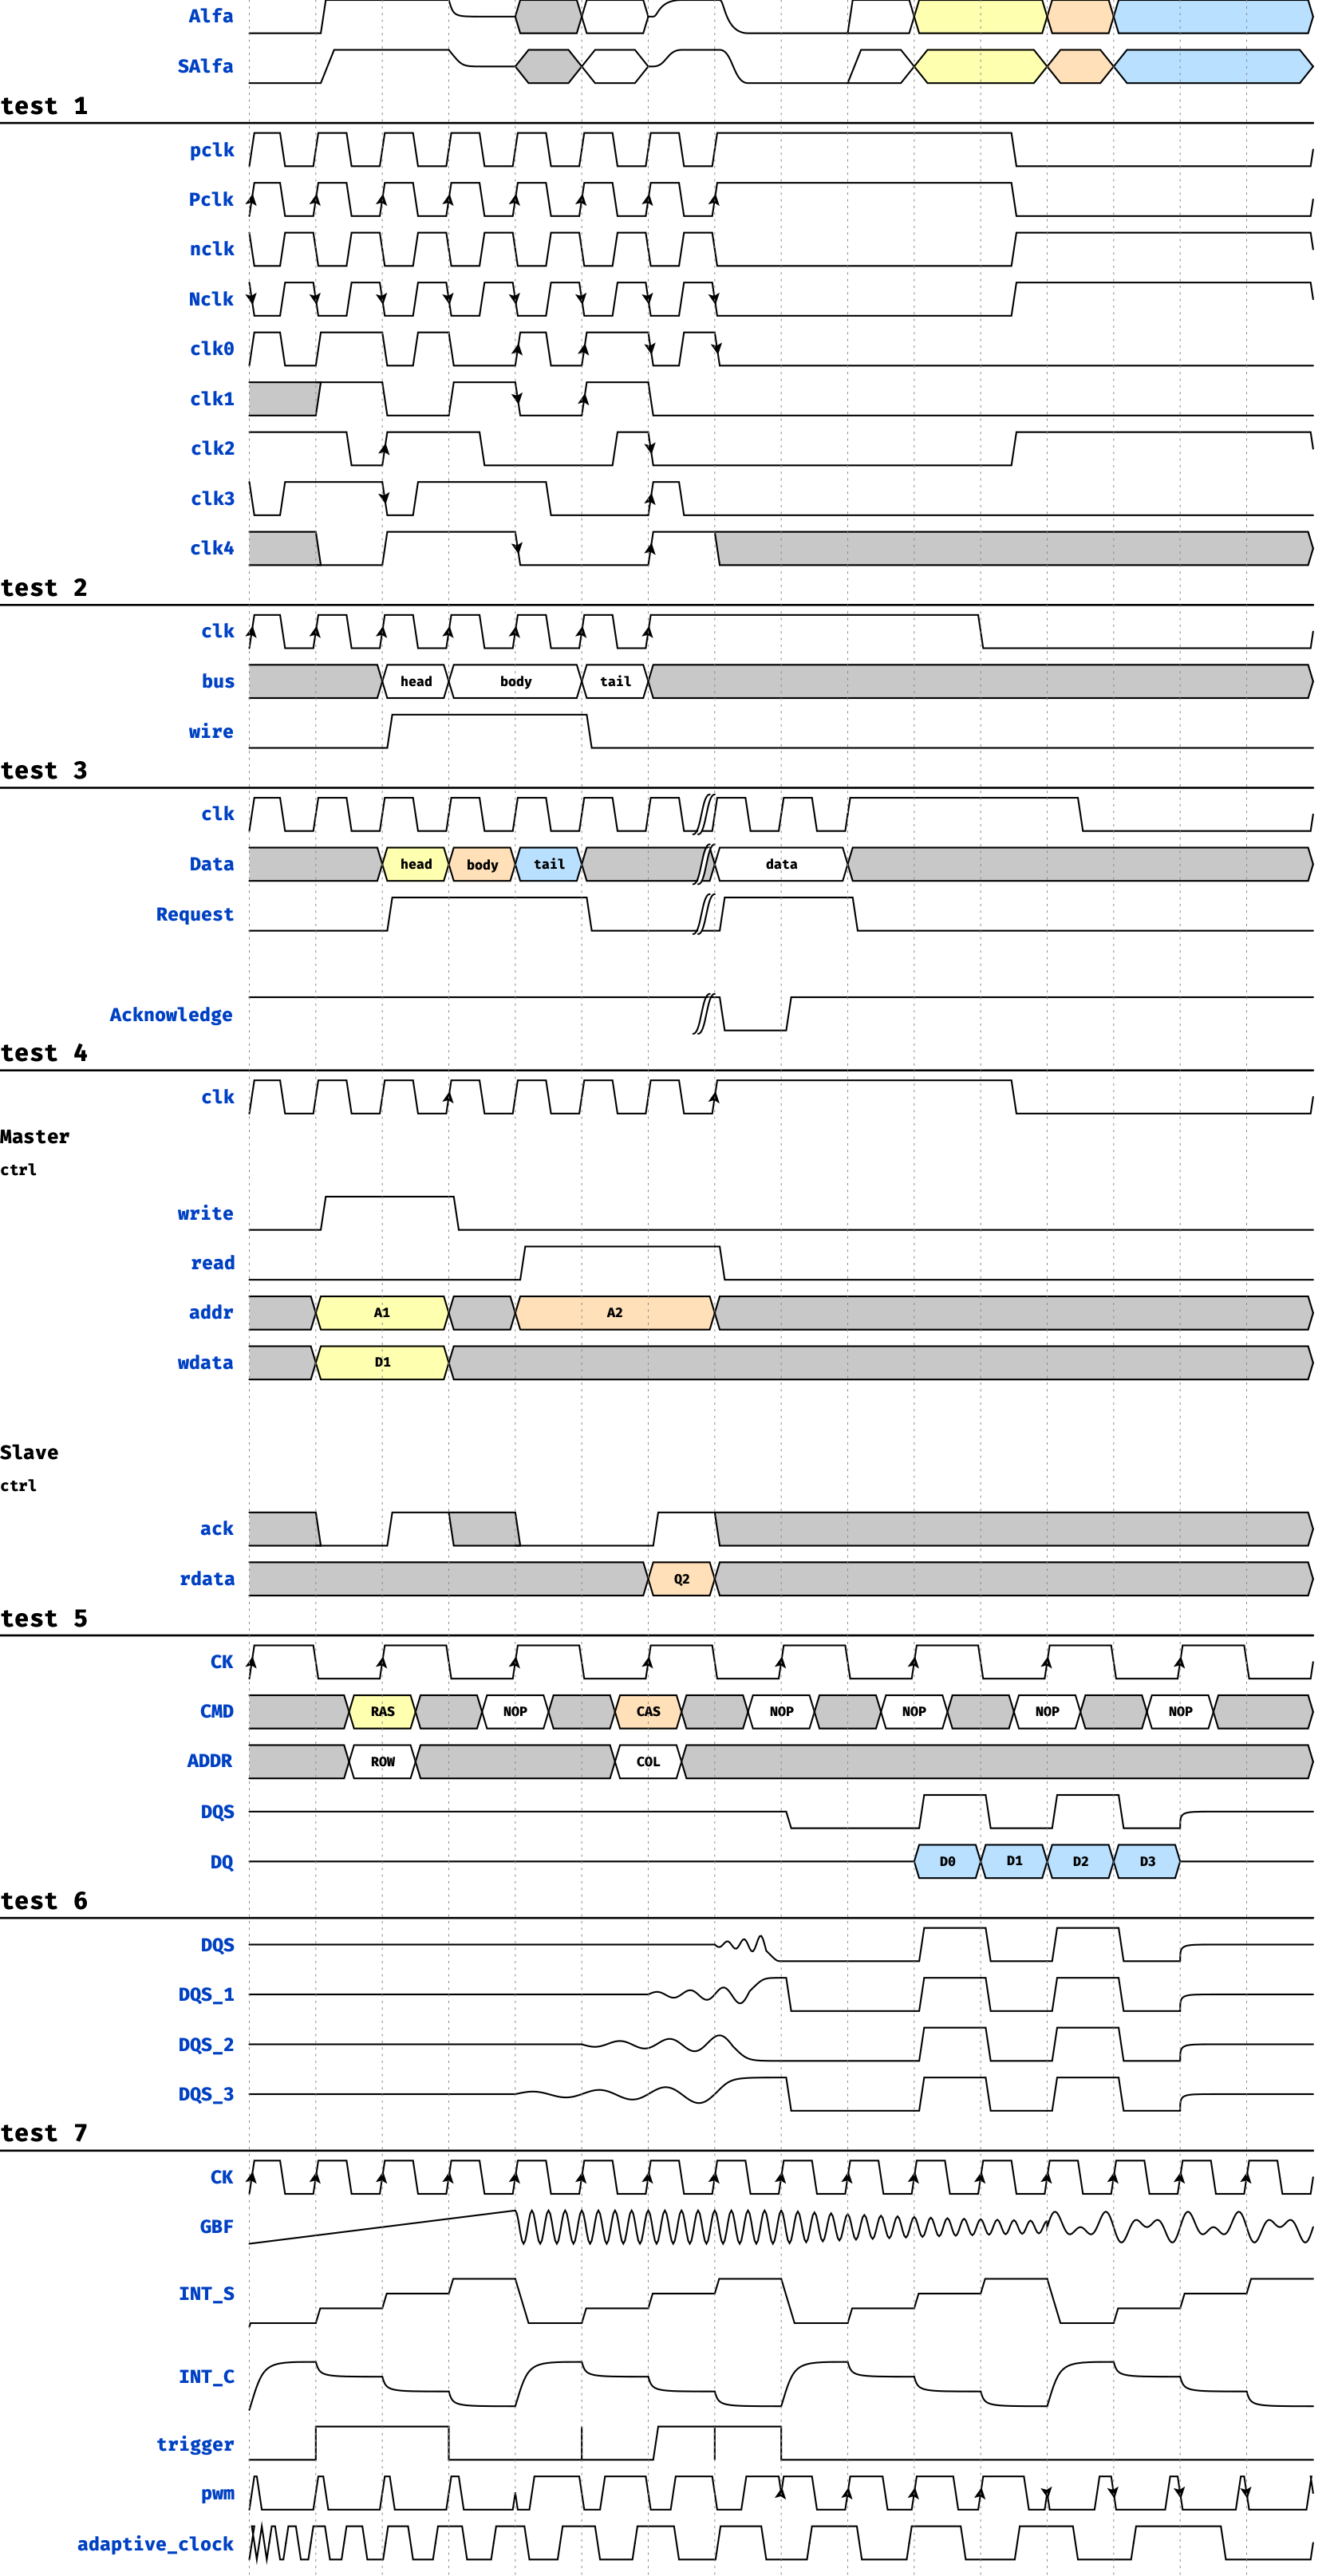 Alfa
SAlfa
test 1
pclk
Pclk
nclk
Nclk
clk0
clk1
clk2
clk3
clk4
test 2
clk
bus head body tail
wire
test 3
clk
Data head body tail data
Request
Acknowledge
test 4
clk
Master
ctrl
write
read
addr A1 A2
wdata D1
Slave
ctrl
ack
rdata Q2
test 5
CK
CMD RAS NOP CAS NOP NOP NOP NOP
ADDR ROW COL
DQS
DQ D0 D1 D2 D3
test 6
DQS
DQS_1
DQS_2
DQS_3
test 7
CK
GBF
INT_S
INT_C
trigger
pwm
adaptive_clock